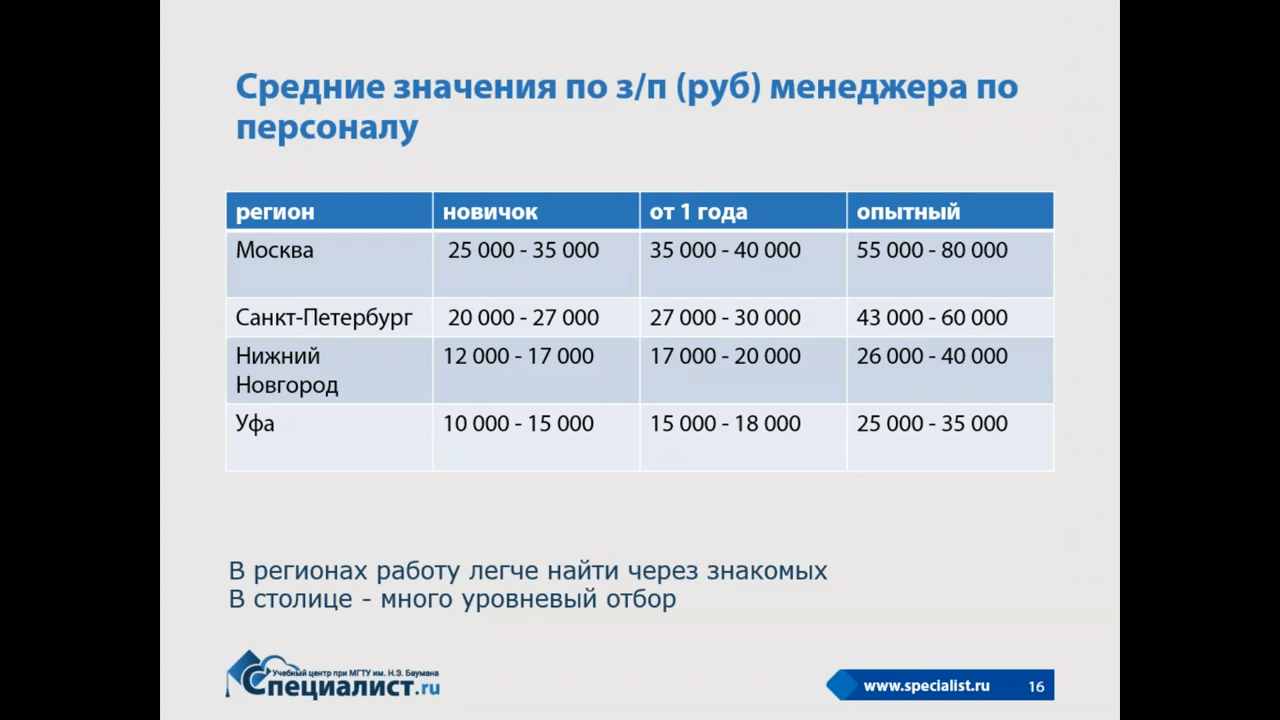 Средние значения по з/п (руб) менеджера по
персоналу
регион новичок от 1 года опытный
Москва 25 000 - 35 000 35 000 - 40 000 55 000 - 80 000
Санкт-Петербург 20 000 - 27 000 27 000 - 30 000 43 000 - 60 000
Нижний 12 000 - 17 000 17 000 - 20 000 26 000 - 40 000
Новгород
Уфа 10 000 - 15 000 15 000 - 18 000 25 000 - 35 000
В регионах работу легче найти через знакомых
В столице - много уровневый отбор
Учебный центр при МГТУ им. Н.Э. Баумана
Специалист.ru
www.specialist.ru 16